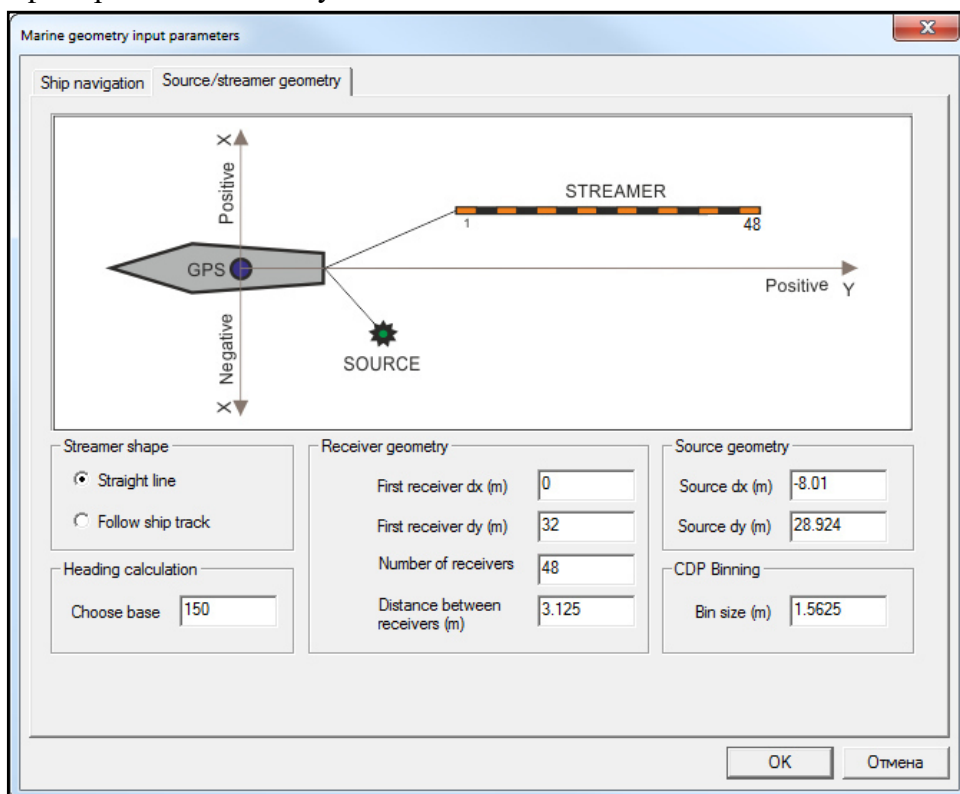 Marine geometry input parameters
Ship navigation
Source/streamer geometry
X
Positive
STREAMER
1
48
GPS
Positive
Y
Negative
SOURCE
X
Streamer shape
Straight line
Follow ship track
Heading calculation
Choose base
150
Receiver geometry
First receiver dx (m)
0
First receiver dy (m)
32
Number of receivers
48
Distance between
receivers (m)
3.125
Source geometry
Source dx (m)
-8.01
Source dy (m)
28.924
CDP Binning
Bin size (m)
1.5625
OK
Отмена